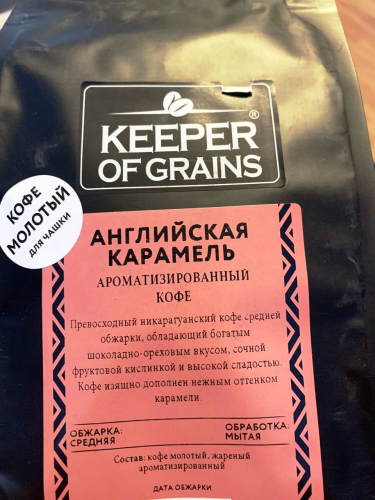 KEEPER
®
OF GRAINS
КОФЕ
МОЛОТЫЙ
ДЛЯ ЧАШКИ
АНГЛИЙСКАЯ
КАРАМЕЛЬ
АРОМАТИЗИРОВАННЫЙ
КОФЕ
Превосходный никарагуанский кофе средней
обжарки, обладающий богатым
шоколадно-ореховым вкусом, сочной
фруктовой кислинкой и высокой сладостью.
Кофе изящно дополнен нежным оттенком
карамели.
ОБЖАРКА:
СРЕДНЯЯ
ОБРАБОТКА:
МЫТАЯ
Состав: кофе молотый, жареный
ароматизированный
ДАТА ОБЖАРКИ